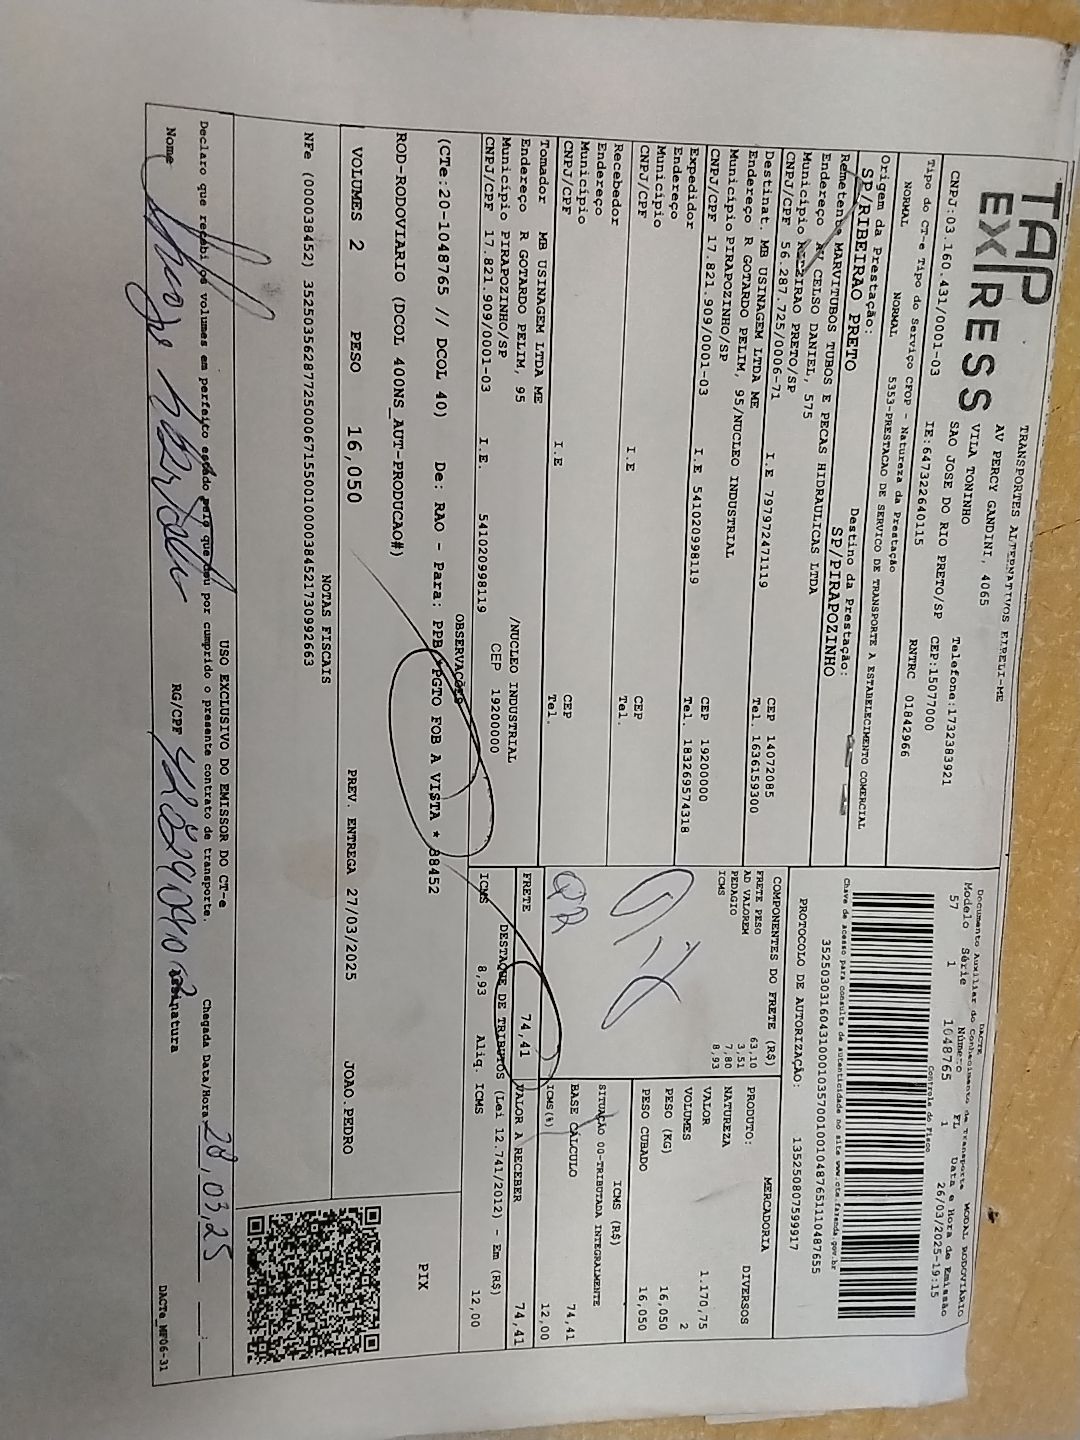 TAP
EXPRESS
TRANSPORTES ALTERNATIVOS EIRELI-ME
AV PERCY GANDINI, 4065
VILA TONINHO
SAO JOSE DO RIO PRETO/SP
Telefone:1732383921
CEP:15077000
CNPJ:03.160.431/0001-03 IE:647322640115 RNTRC 01842966
DACTE MODAL RODOVIÁRIO
Documento Auxiliar do Conhecimento de Transporte
Modelo Série Número FL Data e Hora de Emissão
57 1 1048765 1 26/03/2025-19:15
Controle do Fisco
Chave de acesso para consulta de autenticidade no site www.cte.fazenda.gov.br
35250303160431000103570010010487651110487655
PROTOCOLO DE AUTORIZAÇÃO: 135250807599917
Tipo do CT-e Tipo do Serviço CFOP - Natureza da Prestação
NORMAL NORMAL 5353-PRESTACAO DE SERVICO DE TRANSPORTE A ESTABELECIMENTO COMERCIAL
Origem da Prestação: Destino da Prestação:
SP/RIBEIRAO PRETO SP/PIRAPOZINHO
Remetente MARVITUBOS TUBOS E PECAS HIDRAULICAS LTDA
Endereço AV CELSO DANIEL, 575
Município RIBEIRAO PRETO/SP CEP 14072085
CNPJ/CPF 56.287.725/0006-71 I.E 797972471119 Tel. 1636159300
Destinat. MB USINAGEM LTDA ME
Endereço R GOTARDO PELIM, 95/NUCLEO INDUSTRIAL
Município PIRAPOZINHO/SP CEP 19200000
CNPJ/CPF 17.821.909/0001-03 I.E 541020998119 Tel. 183269574318
Expedidor
Endereço
Município CEP
CNPJ/CPF I.E Tel.
Recebedor
Endereço
Município CEP
CNPJ/CPF I.E Tel.
Tomador MB USINAGEM LTDA ME
Endereço R GOTARDO PELIM, 95 /NUCLEO INDUSTRIAL
Município PIRAPOZINHO/SP CEP 19200000
CNPJ/CPF 17.821.909/0001-03 I.E. 541020998119
COMPONENTES DO FRETE (R$)
FRETE PESO 63,10
AD VALOREM 3,51
PEDAGIO 7,80
ICMS 8,93
PRODUTO: MERCADORIA
NATUREZA DIVERSOS
VALOR 1.170,75
VOLUMES 2
PESO (KG) 16,050
PESO CUBADO 16,050
ICMS (R$)
SITUAÇÃO 00-TRIBUTADA INTEGRALMENTE
BASE CÁLCULO 74,41
ICMS(%) 12,00
FRETE 74,41 VALOR A RECEBER 74,41
DESTAQUE DE TRIBUTOS (Lei 12.741/2012) - Em (R$)
ICMS 8,93 Aliq. ICMS 12,00
OBSERVAÇÕES
(CTe:20-1048765 // DCOL 40) De: RAO - Para: PPB *PGTO FOB A VISTA * 38452
ROD-RODOVIARIO (DCOL 400NS_AUT-PRODUCAO#)
PIX
VOLUMES 2 PESO 16,050 PREV. ENTREGA 27/03/2025 JOAO.PEDRO
NOTAS FISCAIS
NFe (000038452) 35250356287725000671550010000384521730992663
USO EXCLUSIVO DO EMISSOR DO CT-e
Declaro que recebi os volumes em perfeito estado pelo que dou por cumprido o presente contrato de transporte. Chegada Data/Hora 28,03,25 :
Nome RG/CPF Assinatura
DACTe MF06-31